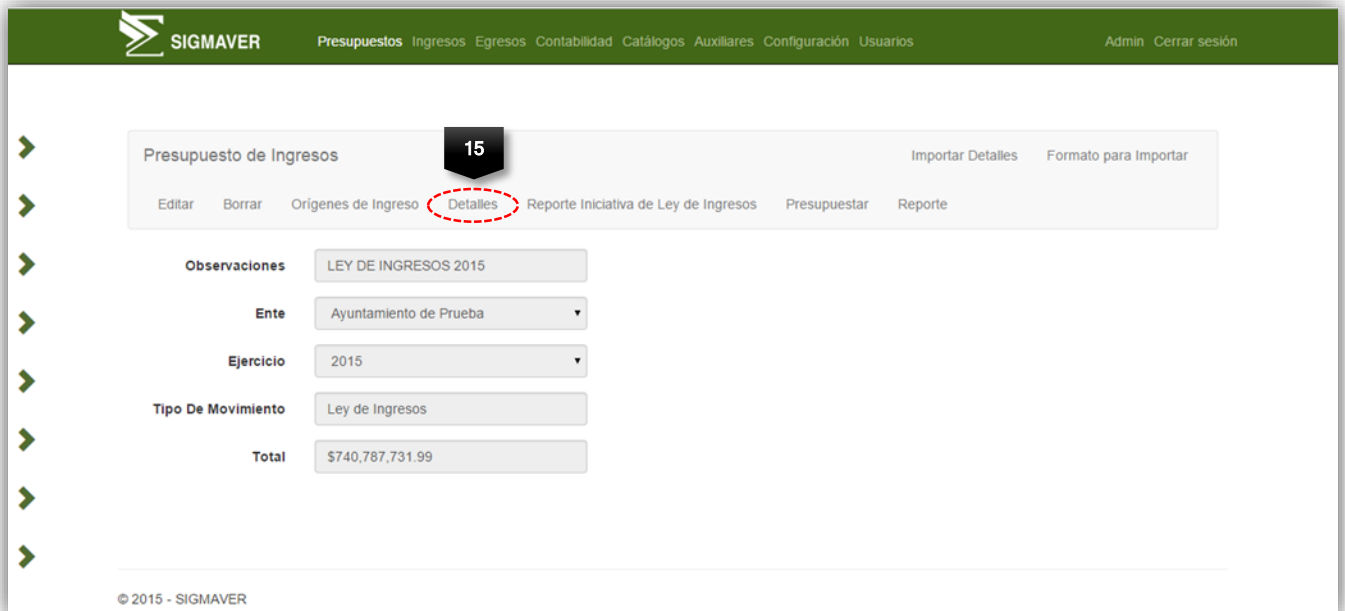 SIGMAVER Presupuestos Ingresos Egresos Contabilidad Catálogos Auxiliares Configuración Usuarios Admin Cerrar sesión
15
Presupuesto de Ingresos Importar Detalles Formato para Importar
Editar Borrar Orígenes de Ingreso Detalles Reporte Iniciativa de Ley de Ingresos Presupuestar Reporte
Observaciones LEY DE INGRESOS 2015
Ente Ayuntamiento de Prueba
Ejercicio 2015
Tipo De Movimiento Ley de Ingresos
Total $740,787,731.99
© 2015 - SIGMAVER